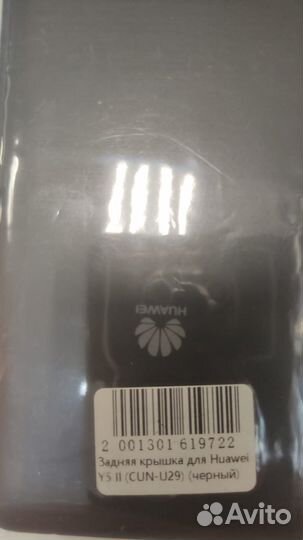 HUAWEI
2 001301 619722
Задняя крышка для Huawei
Y5 II (CUN-U29) (черный)
Avito